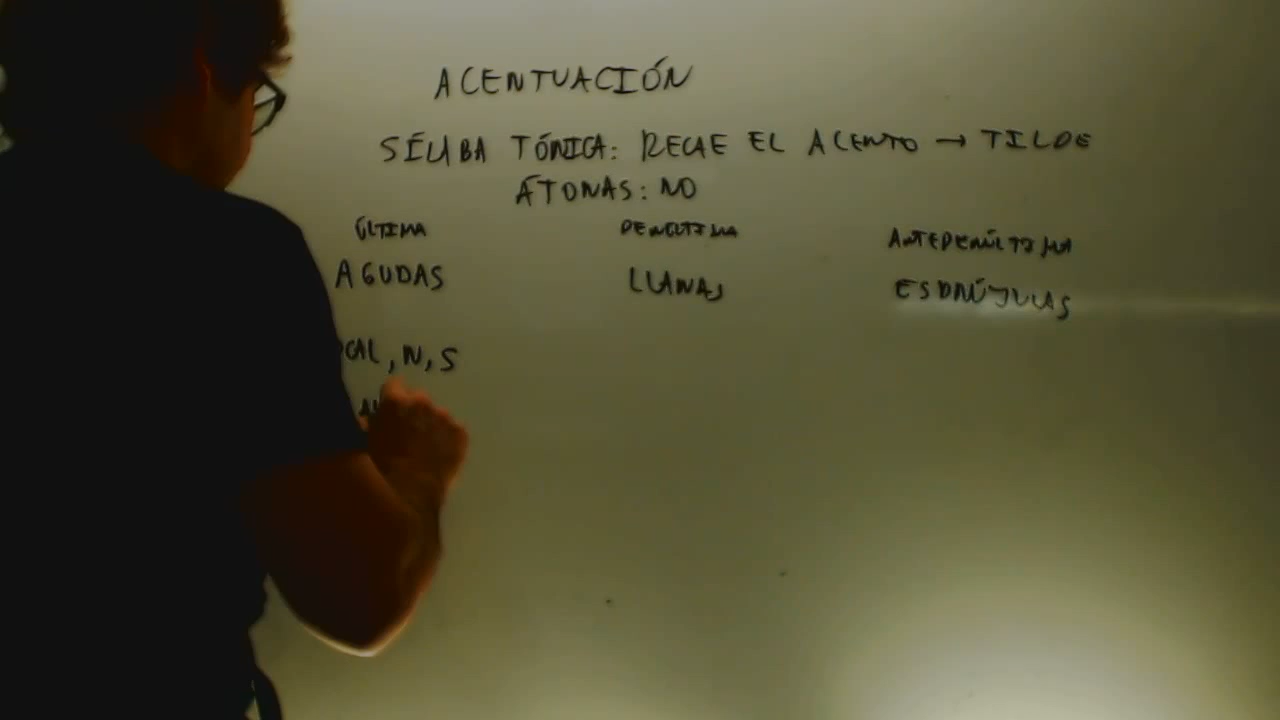 ACENTUACIÓN
SÍLABA TÓNICA: RECAE EL ACENTO → TILDE
ÁTONAS: NO
ÚLTIMA PENÚLTIMA ANTEPENÚLTIMA
AGUDAS LLANAS ESDRÚJULAS
CAL, N, S